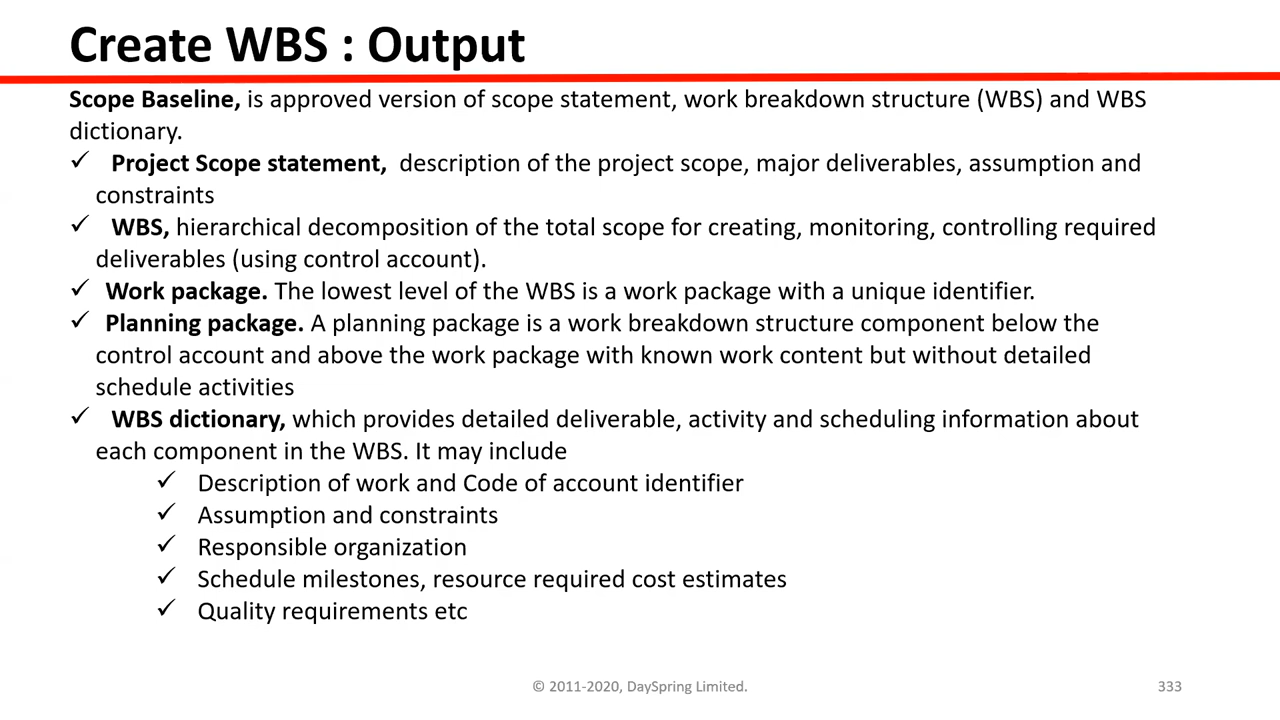 Create WBS : Output
Scope Baseline, is approved version of scope statement, work breakdown structure (WBS) and WBS
dictionary.
✓ Project Scope statement, description of the project scope, major deliverables, assumption and
constraints
✓ WBS, hierarchical decomposition of the total scope for creating, monitoring, controlling required
deliverables (using control account).
✓ Work package. The lowest level of the WBS is a work package with a unique identifier.
✓ Planning package. A planning package is a work breakdown structure component below the
control account and above the work package with known work content but without detailed
schedule activities
✓ WBS dictionary, which provides detailed deliverable, activity and scheduling information about
each component in the WBS. It may include
✓ Description of work and Code of account identifier
✓ Assumption and constraints
✓ Responsible organization
✓ Schedule milestones, resource required cost estimates
✓ Quality requirements etc
© 2011-2020, DaySpring Limited.
333